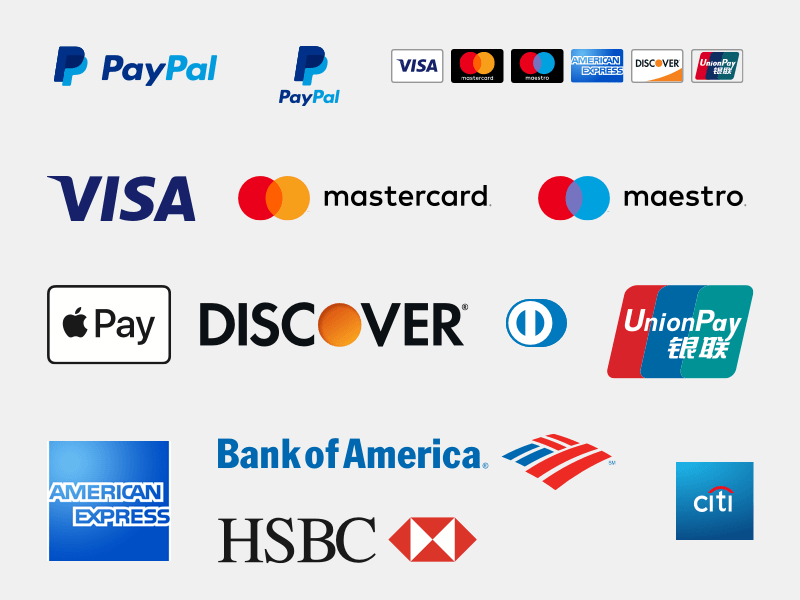 PayPal
PayPal
VISA
mastercard
maestro
AMERICAN
EXPRESS
DISCOVER
UnionPay
银联
VISA
mastercard.
maestro.
Pay
DISCOVER®
UnionPay
银联
AMERICAN
EXPRESS
Bank of America®
SM
HSBC
citi